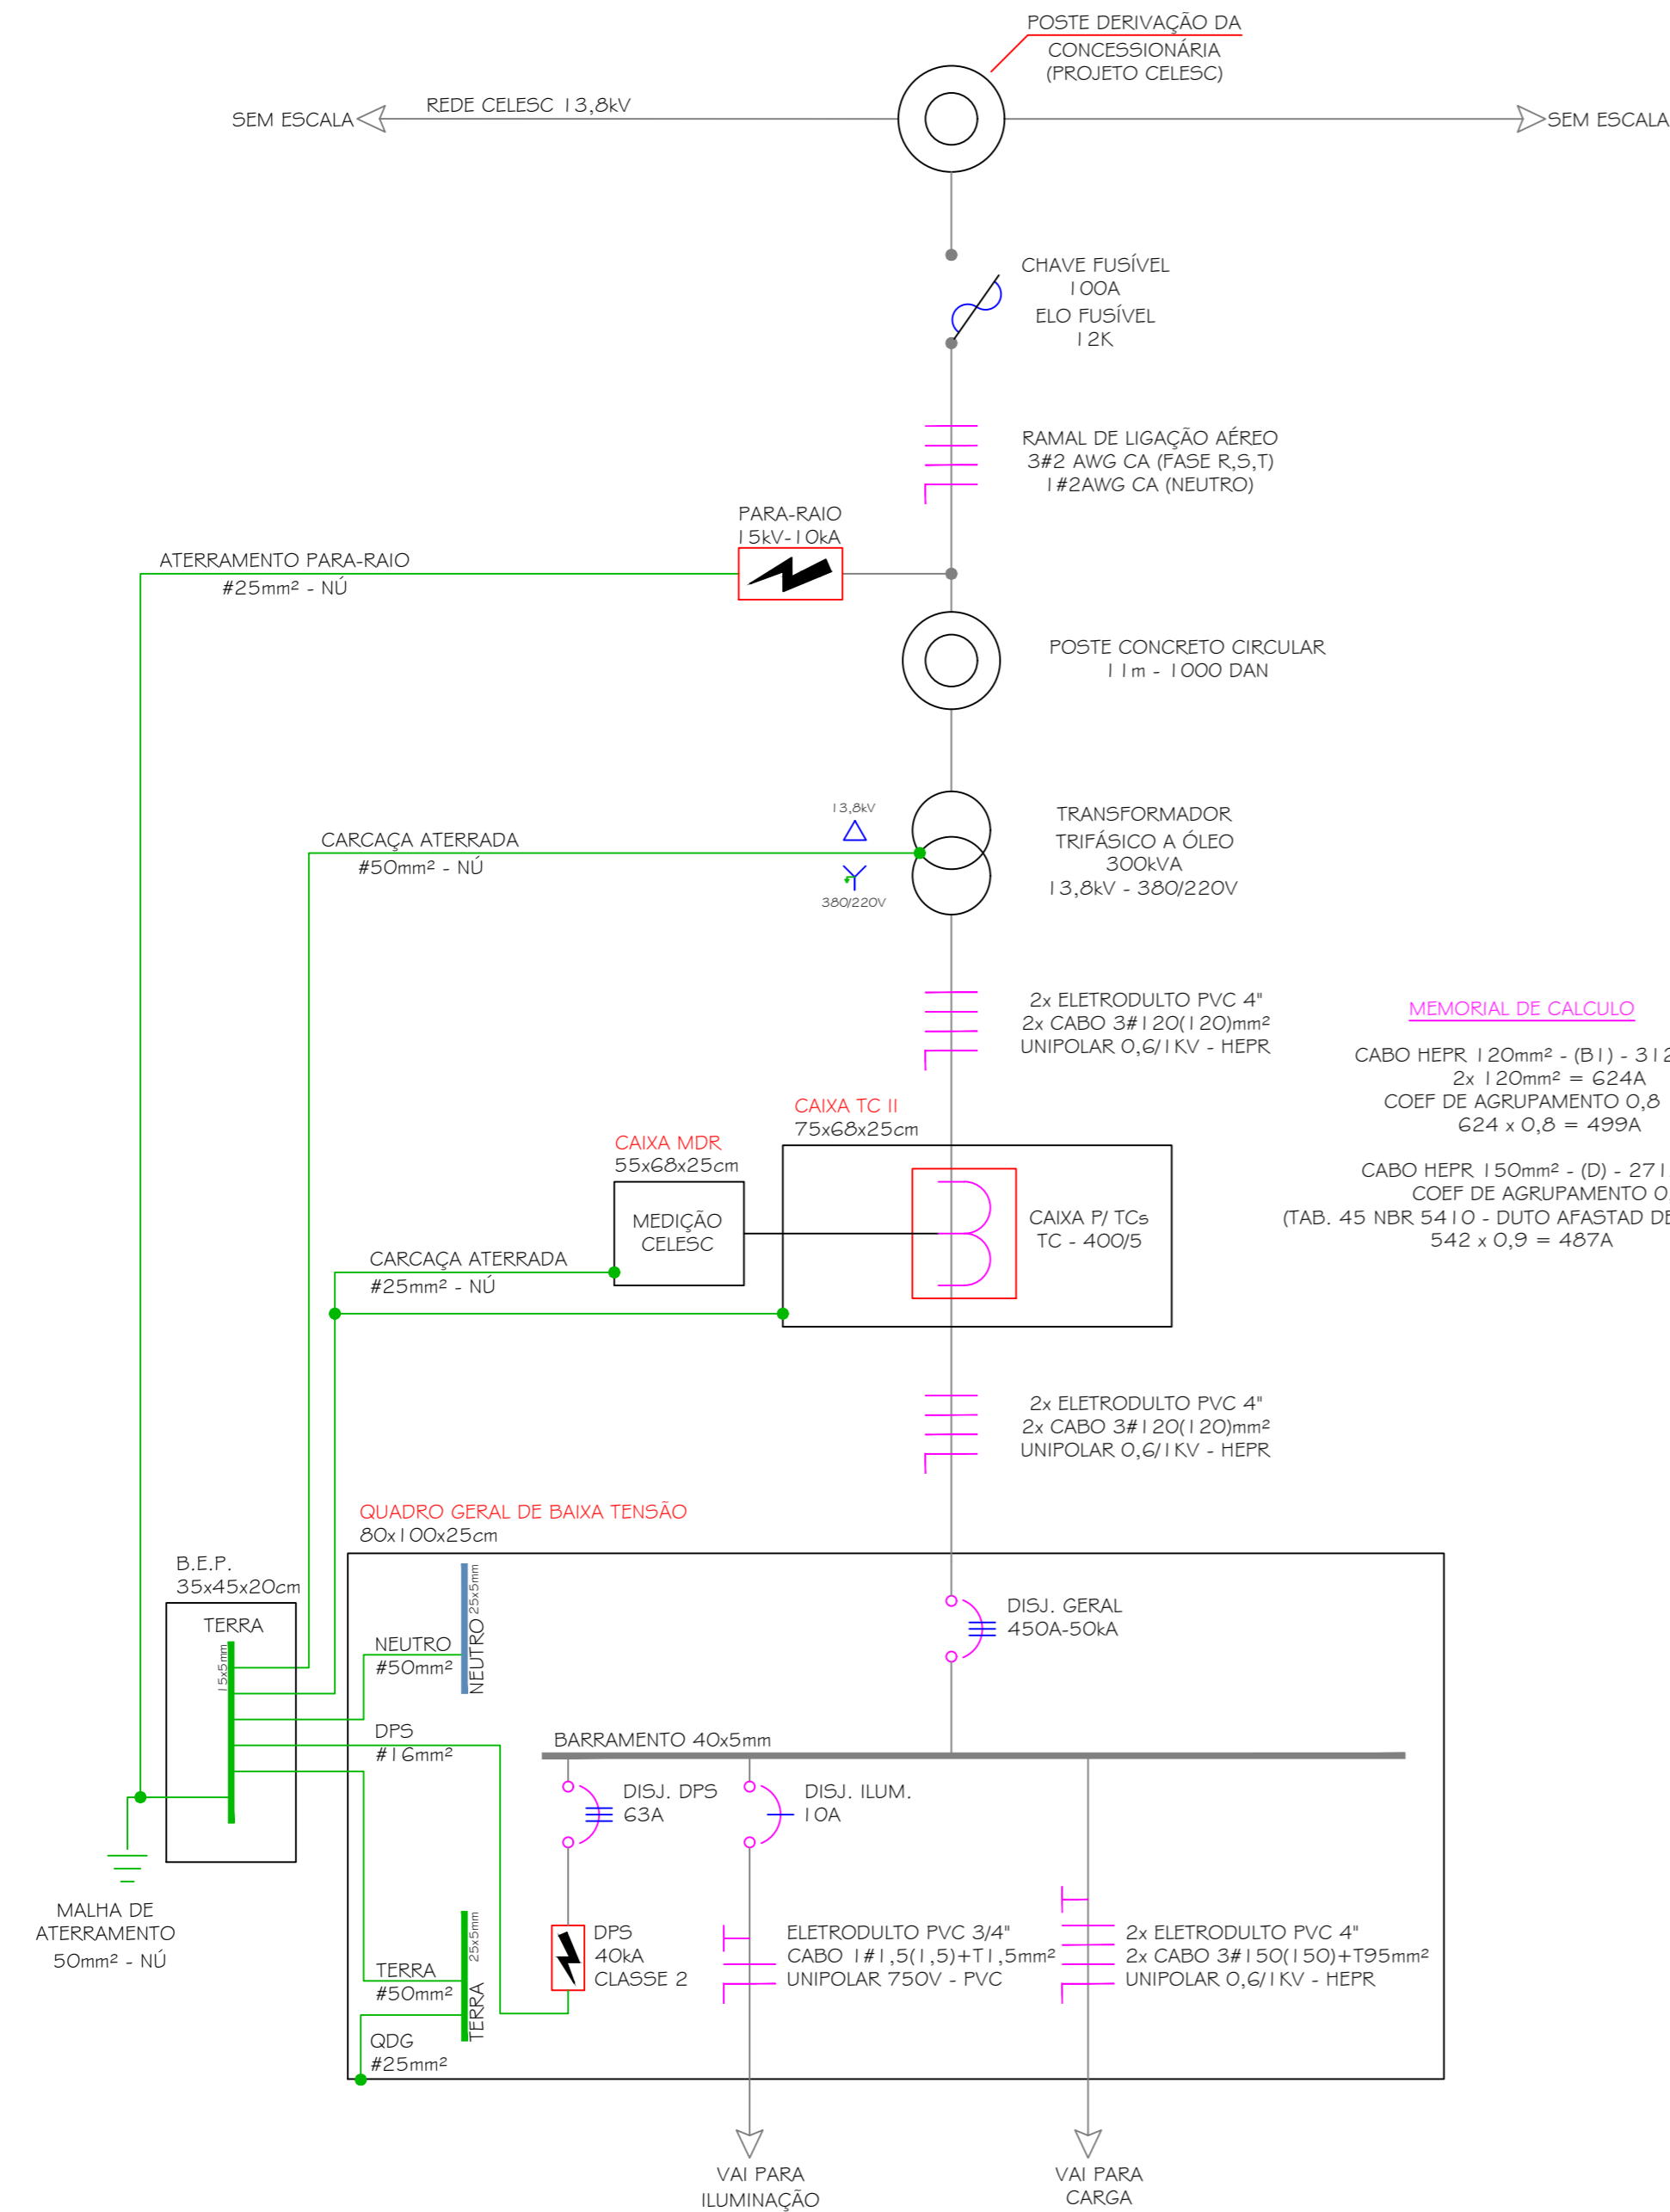 POSTE DERIVAÇÃO DA
CONCESSIONÁRIA
(PROJETO CELESC)
SEM ESCALA
REDE CELESC 13,8kV
SEM ESCALA
CHAVE FUSÍVEL
100A
ELO FUSÍVEL
12K
RAMAL DE LIGAÇÃO AÉREO
3#2 AWG CA (FASE R,S,T)
1#2AWG CA (NEUTRO)
PARA-RAIO
15kV-10kA
ATERRAMENTO PARA-RAIO
#25mm² - NÚ
POSTE CONCRETO CIRCULAR
11m - 1000 DAN
13,8kV
380/220V
TRANSFORMADOR
TRIFÁSICO A ÓLEO
300kVA
13,8kV - 380/220V
CARCAÇA ATERRADA
#50mm² - NÚ
2x ELETRODULTO PVC 4"
2x CABO 3#120(120)mm²
UNIPOLAR 0,6/1KV - HEPR
MEMORIAL DE CALCULO
CABO HEPR 120mm² - (B1) - 312
2x 120mm² = 624A
COEF DE AGRUPAMENTO 0,8
624 x 0,8 = 499A
CABO HEPR 150mm² - (D) - 271
COEF DE AGRUPAMENTO 0,
(TAB. 45 NBR 5410 - DUTO AFASTAD DE
542 x 0,9 = 487A
CAIXA TC II
75x68x25cm
CAIXA MDR
55x68x25cm
MEDIÇÃO
CELESC
CAIXA P/ TCs
TC - 400/5
CARCAÇA ATERRADA
#25mm² - NÚ
2x ELETRODULTO PVC 4"
2x CABO 3#120(120)mm²
UNIPOLAR 0,6/1KV - HEPR
QUADRO GERAL DE BAIXA TENSÃO
80x100x25cm
B.E.P.
35x45x20cm
TERRA
15x5mm
NEUTRO
#50mm²
NEUTRO 25x5mm
DISJ. GERAL
450A-50kA
DPS
#16mm²
BARRAMENTO 40x5mm
DISJ. DPS
63A
DISJ. ILUM.
10A
MALHA DE
ATERRAMENTO
50mm² - NÚ
TERRA
#50mm²
TERRA 25x5mm
QDG
#25mm²
DPS
40kA
CLASSE 2
ELETRODULTO PVC 3/4"
CABO 1#1,5(1,5)+T1,5mm²
UNIPOLAR 750V - PVC
2x ELETRODULTO PVC 4"
2x CABO 3#150(150)+T95mm²
UNIPOLAR 0,6/1KV - HEPR
VAI PARA
ILUMINAÇÃO
VAI PARA
CARGA